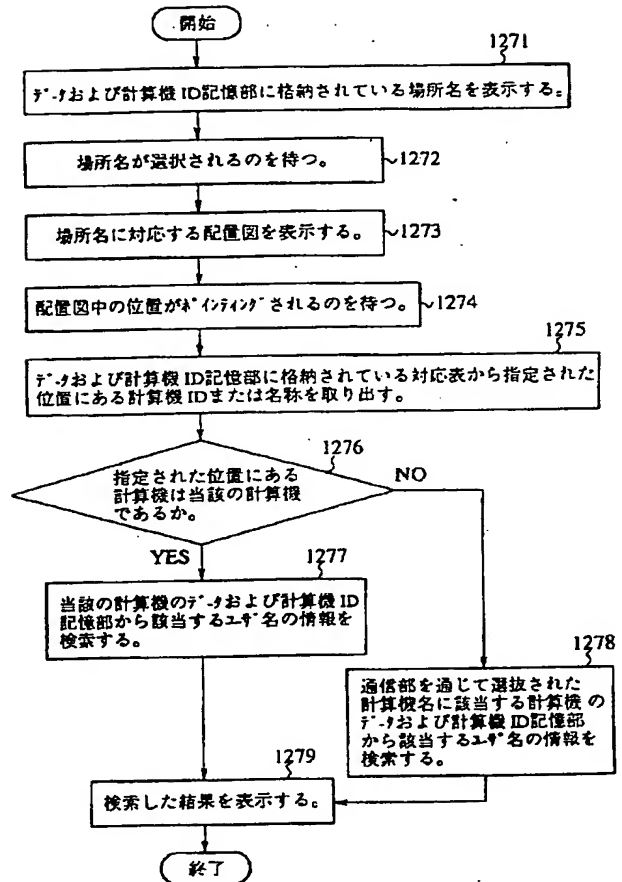 開始
1271
データおよび計算機ID記憶部に格納されている場所名を表示する。
場所名が選択されるのを待つ。
1272
場所名に対応する配置図を表示する。
1273
配置図中の位置がポインティングされるのを待つ。
1274
1275
データおよび計算機ID記憶部に格納されている対応表から指定された
位置にある計算機IDまたは名称を取り出す。
1276
指定された位置にある
計算機は当該の計算機
であるか。
NO
YES
1277
当該の計算機のデータおよび計算機ID
記憶部から該当するユーザ名の情報を
検索する。
1278
通信部を通じて選抜された
計算機名に該当する計算機の
データおよび計算機ID記憶部
から該当するユーザ名の情報を
検索する。
1279
検索した結果を表示する。
終了